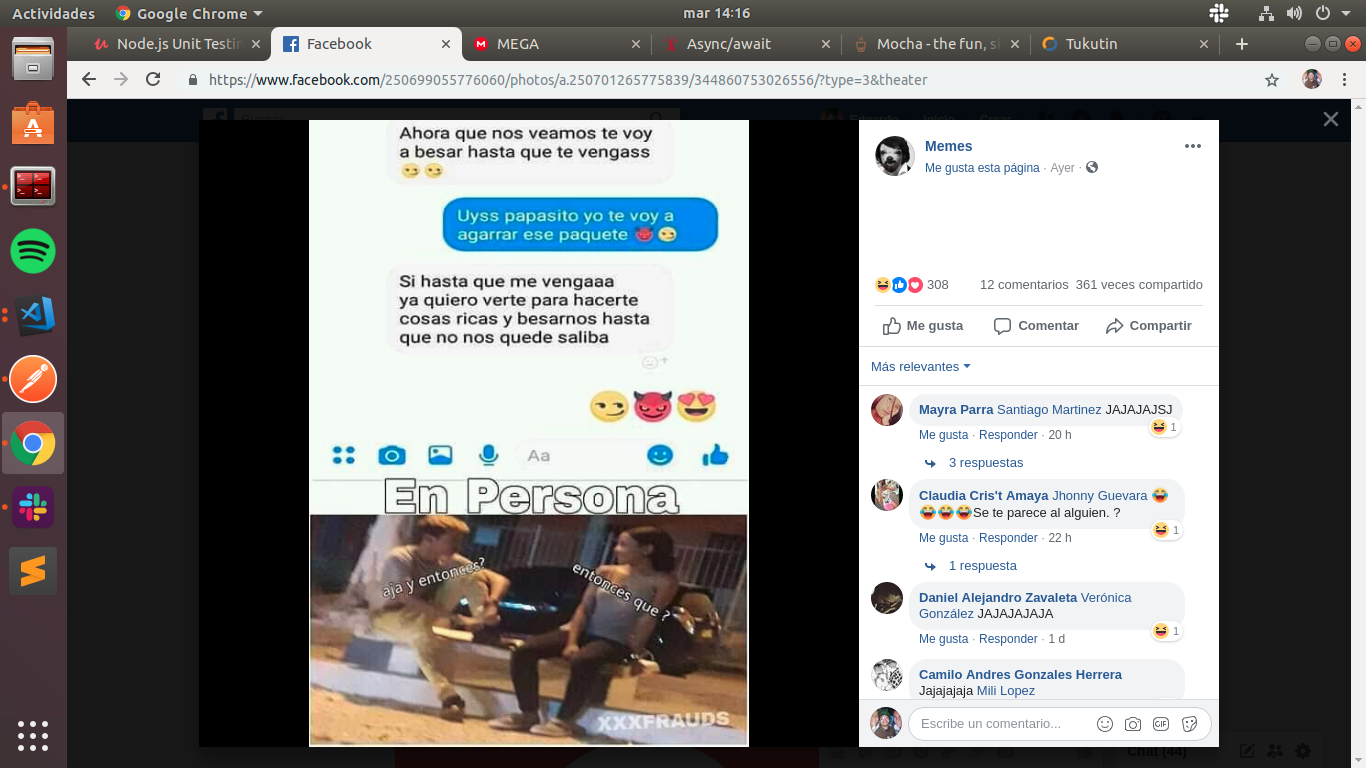 Actividades
Google Chrome
mar 14:16
Node.js Unit Testin
Facebook
MEGA
Async/await
Mocha - the fun, si
Tukutin
https://www.facebook.com/250699055776060/photos/a.250701265775839/344860753026556/?type=3&theater
Ahora que nos veamos te voy
a besar hasta que te vengass
😏 😏
Uyss papasito yo te voy a
agarrar ese paquete 😈 😏
Si hasta que me vengaaa
ya quiero verte para hacerte
cosas ricas y besarnos hasta
que no nos quede saliba
😏😈😍
Aa
En Persona
aja y entonces?
entonces que ?
XXXFRAUDS
Memes
Me gusta esta página · Ayer ·
308
12 comentarios 361 veces compartido
Me gusta
Comentar
Compartir
Más relevantes
Mayra Parra Santiago Martinez JAJAJAJSJ
1
Me gusta · Responder · 20 h
3 respuestas
Claudia Cris't Amaya Jhonny Guevara 😂
😂😂😂Se te parece al alguien. ?
1
Me gusta · Responder · 22 h
1 respuesta
Daniel Alejandro Zavaleta Verónica
González JAJAJAJAJA
1
Me gusta · Responder · 1 d
Camilo Andres Gonzales Herrera
Jajajajaja Mili Lopez
Escribe un comentario...
GIF
Chat (44)